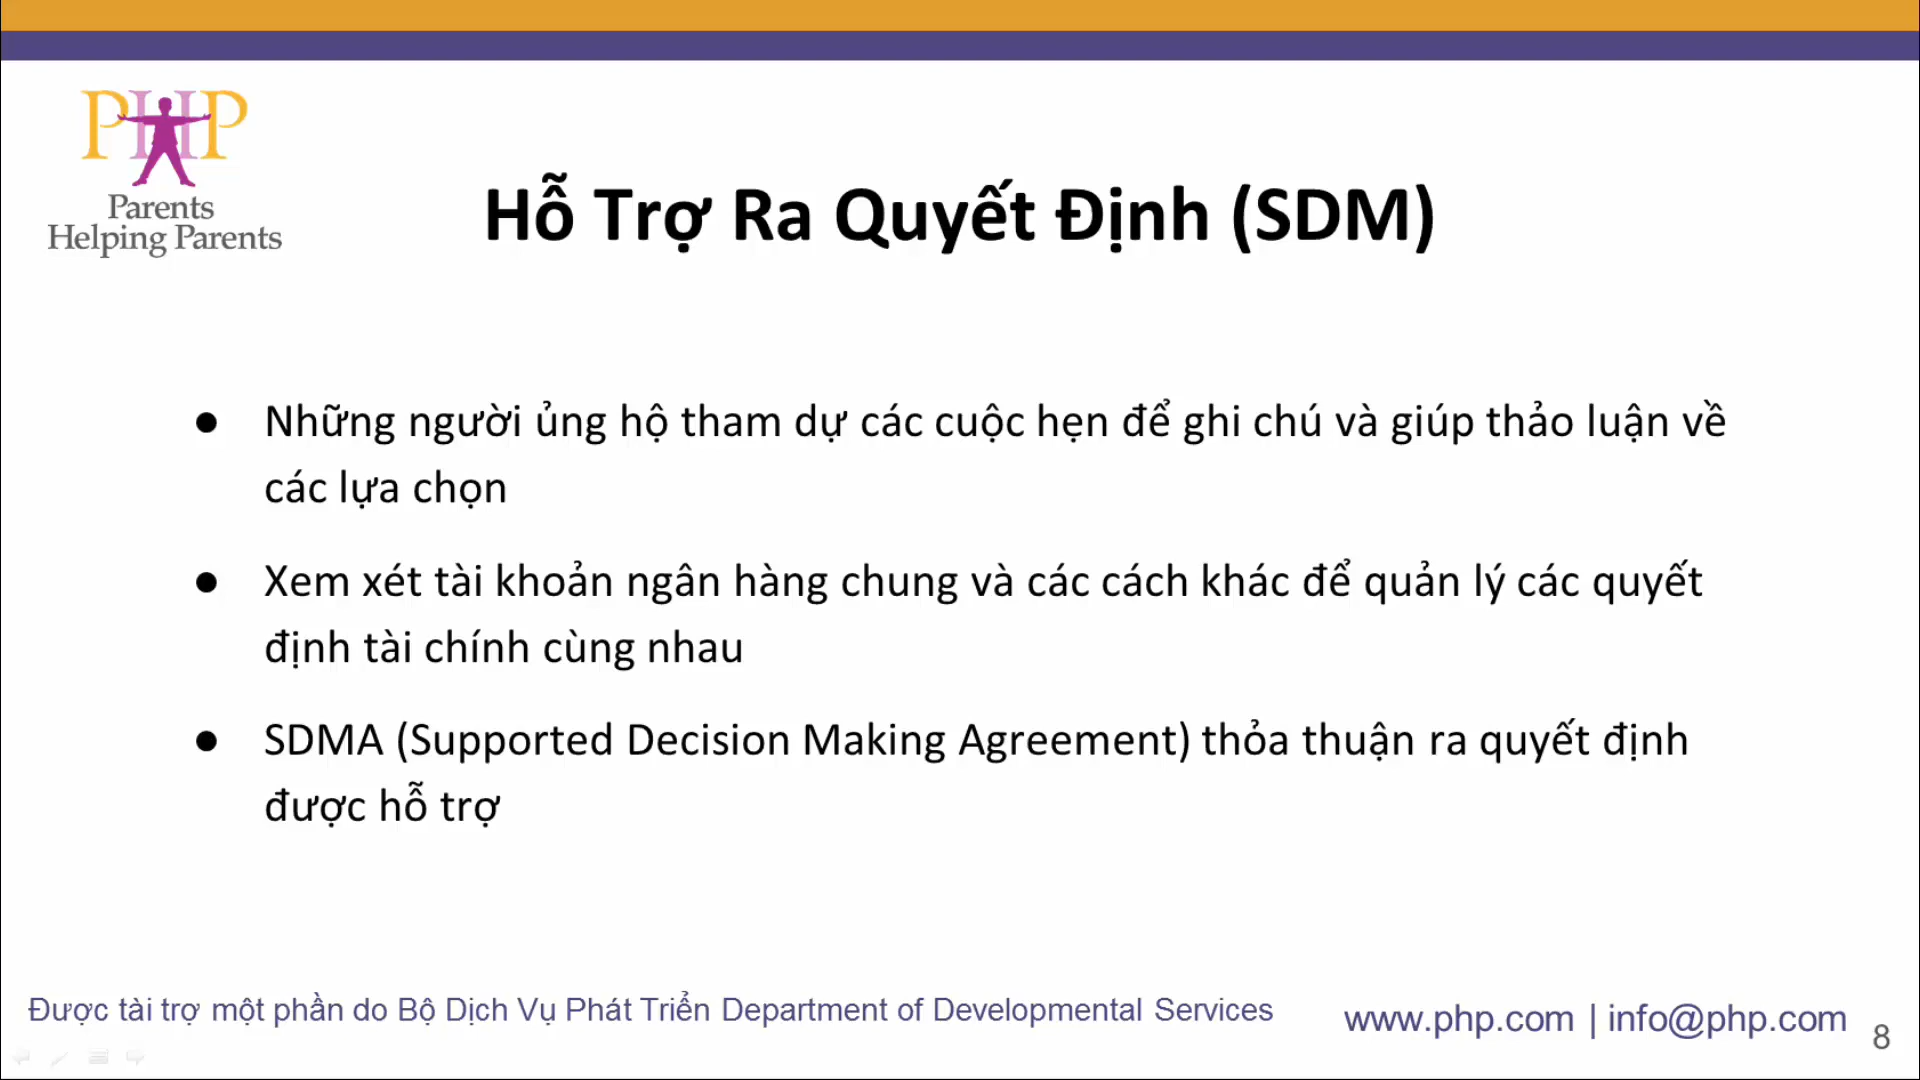 PHP
Parents
Helping Parents
Hỗ Trợ Ra Quyết Định (SDM)
● Những người ủng hộ tham dự các cuộc hẹn để ghi chú và giúp thảo luận về
các lựa chọn
● Xem xét tài khoản ngân hàng chung và các cách khác để quản lý các quyết
định tài chính cùng nhau
● SDMA (Supported Decision Making Agreement) thỏa thuận ra quyết định
được hỗ trợ
Được tài trợ một phần do Bộ Dịch Vụ Phát Triển Department of Developmental Services
www.php.com | info@php.com
8